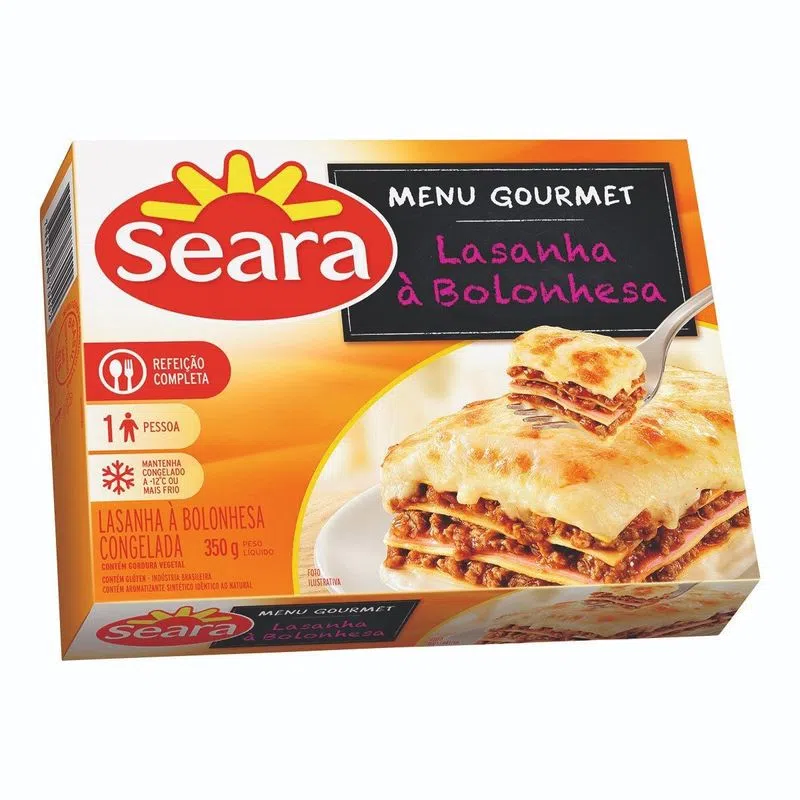 Seara
MENU GOURMET
Lasanha
à Bolonhesa
REFEIÇÃO
COMPLETA
1 PESSOA
MANTENHA
CONGELADO
A -12°C OU
MAIS FRIO
LASANHA À BOLONHESA
CONGELADA 350 g PESO
LÍQUIDO
CONTÉM GORDURA VEGETAL
CONTÉM GLÚTEN - INDÚSTRIA BRASILEIRA
CONTÉM AROMATIZANTE SINTÉTICO IDÊNTICO AO NATURAL
FOTO
ILUSTRATIVA
Seara
MENU GOURMET
Lasanha
à Bolonhesa